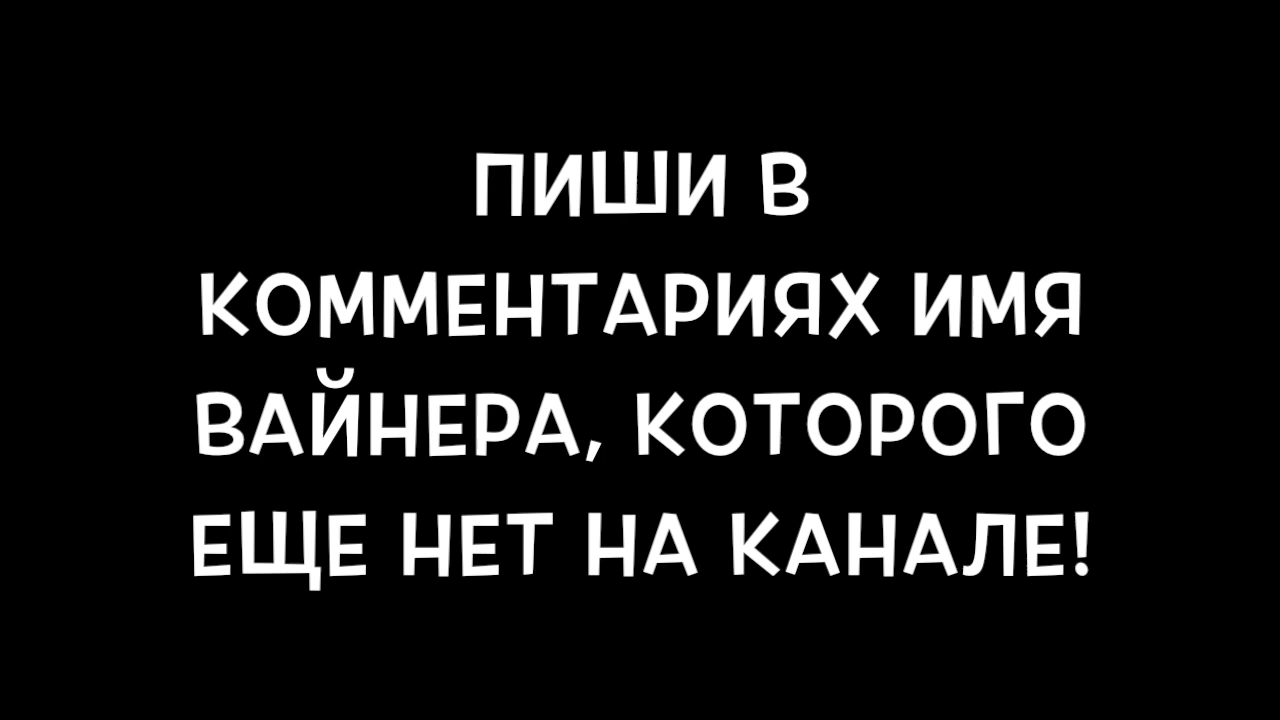 ПИШИ В
КОММЕНТАРИЯХ ИМЯ
ВАЙНЕРА, КОТОРОГО
ЕЩЕ НЕТ НА КАНАЛЕ!